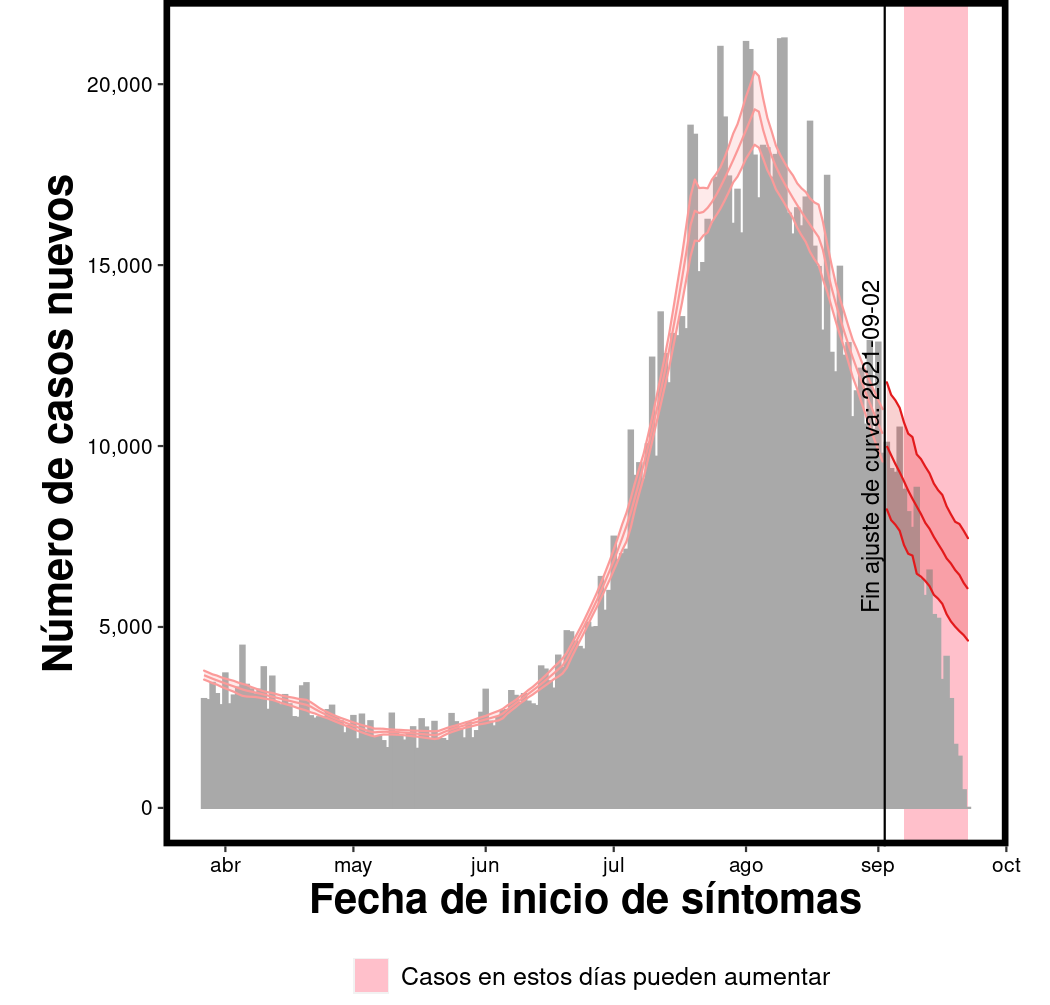 Número de casos nuevos
20,000
15,000
10,000
5,000
0
Fin ajuste de curva: 2021-09-02
abr may jun jul ago sep oct
Fecha de inicio de síntomas
Casos en estos días pueden aumentar